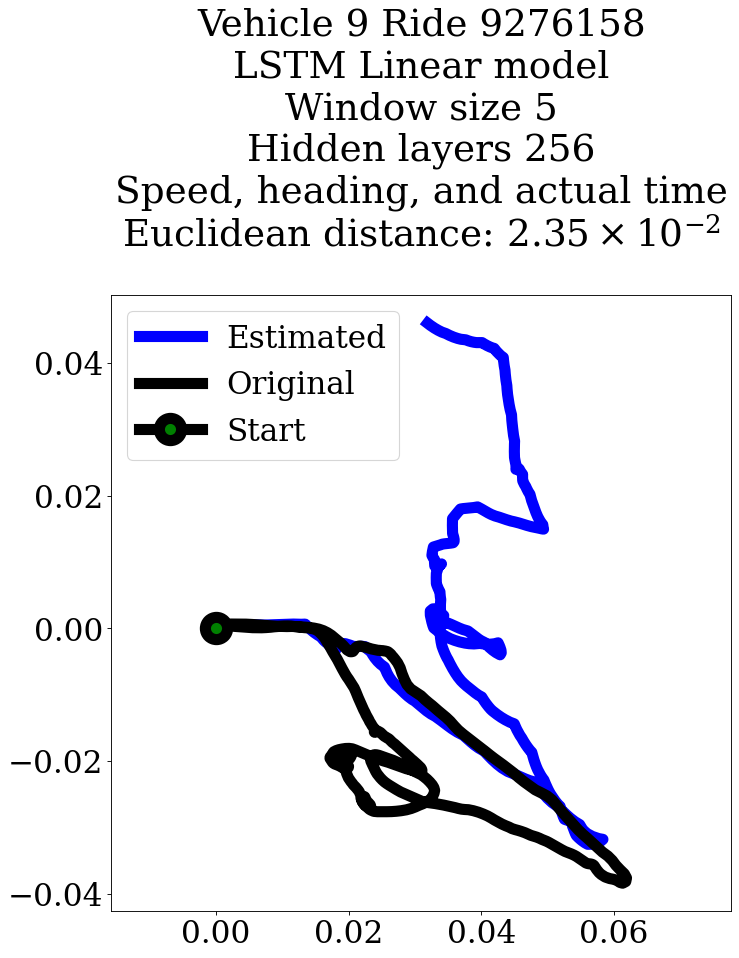 Vehicle 9 Ride 9276158
LSTM Linear model
Window size 5
Hidden layers 256
Speed, heading, and actual time
Euclidean distance: 2.35 × 10⁻²
Estimated
Original
Start
0.04
0.02
0.00
−0.02
−0.04
0.00 0.02 0.04 0.06